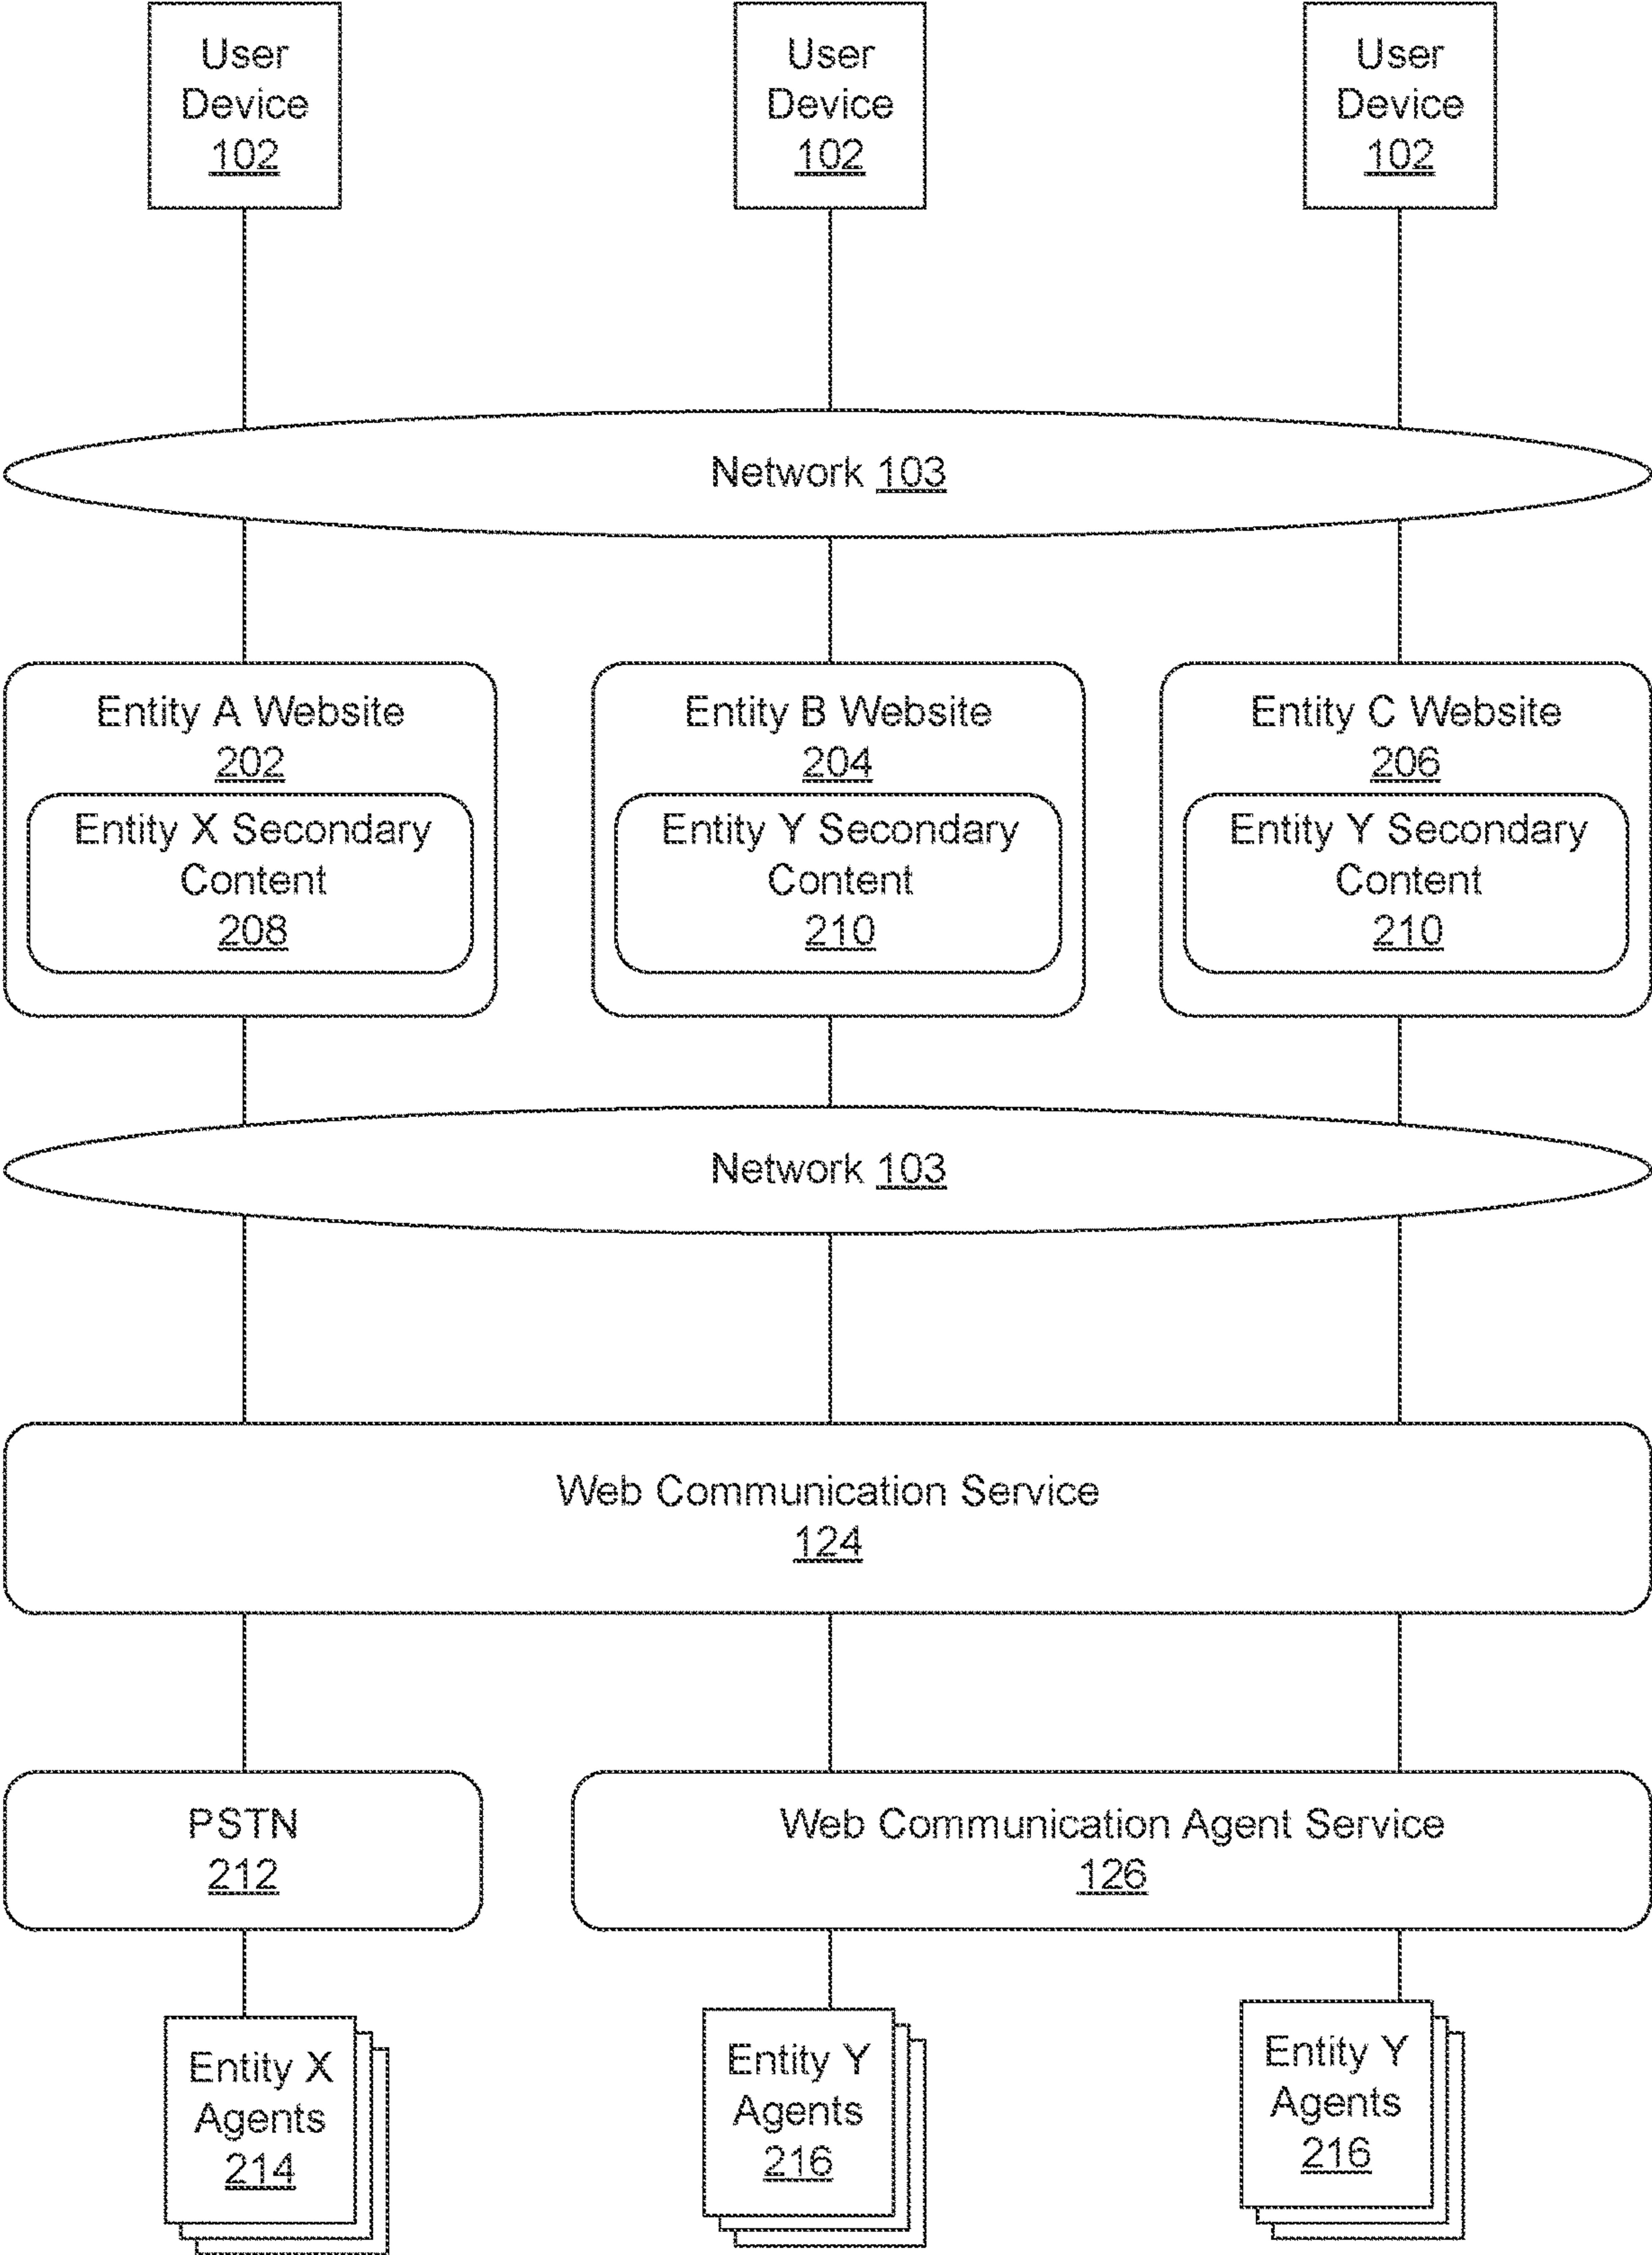 User
Device
102
User
Device
102
User
Device
102
Network 103
Entity A Website
202
Entity X Secondary
Content
208
Entity B Website
204
Entity Y Secondary
Content
210
Entity C Website
206
Entity Y Secondary
Content
210
Network 103
Web Communication Service
124
PSTN
212
Web Communication Agent Service
126
Entity X
Agents
214
Entity Y
Agents
216
Entity Y
Agents
216